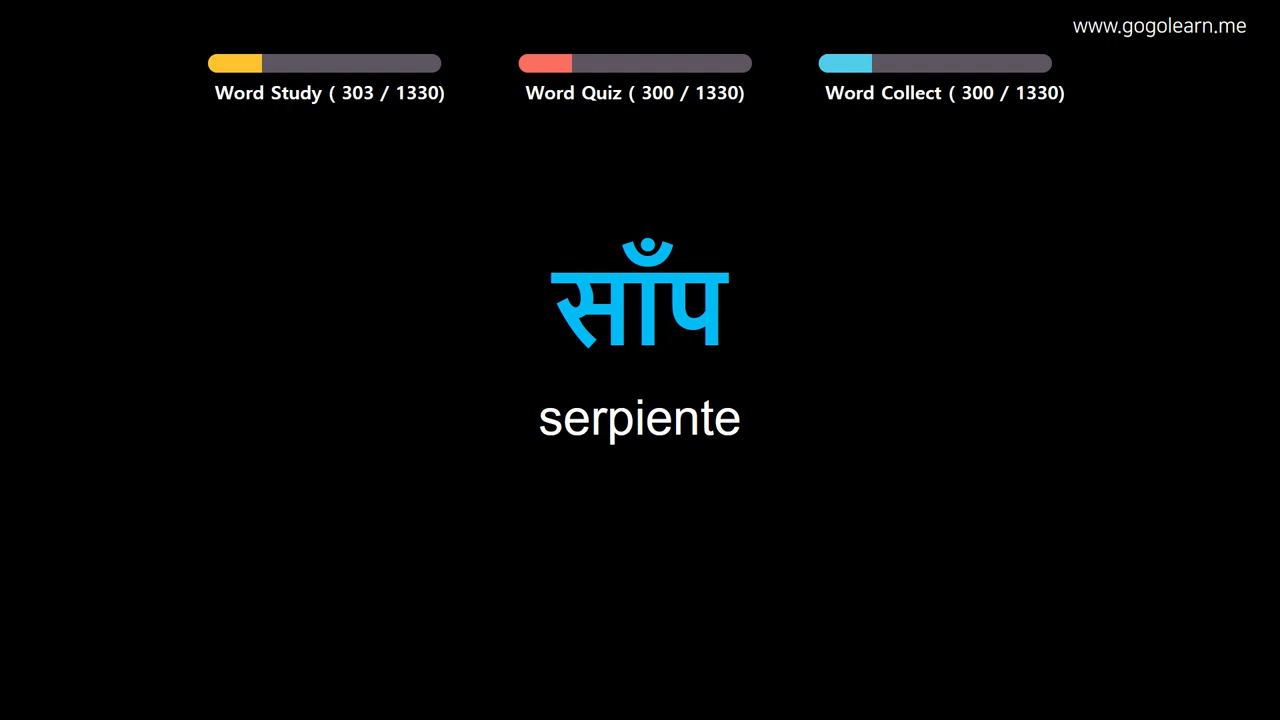 www.gogolearn.me
Word Study ( 303 / 1330)
Word Quiz ( 300 / 1330)
Word Collect ( 300 / 1330)
साँप
serpiente